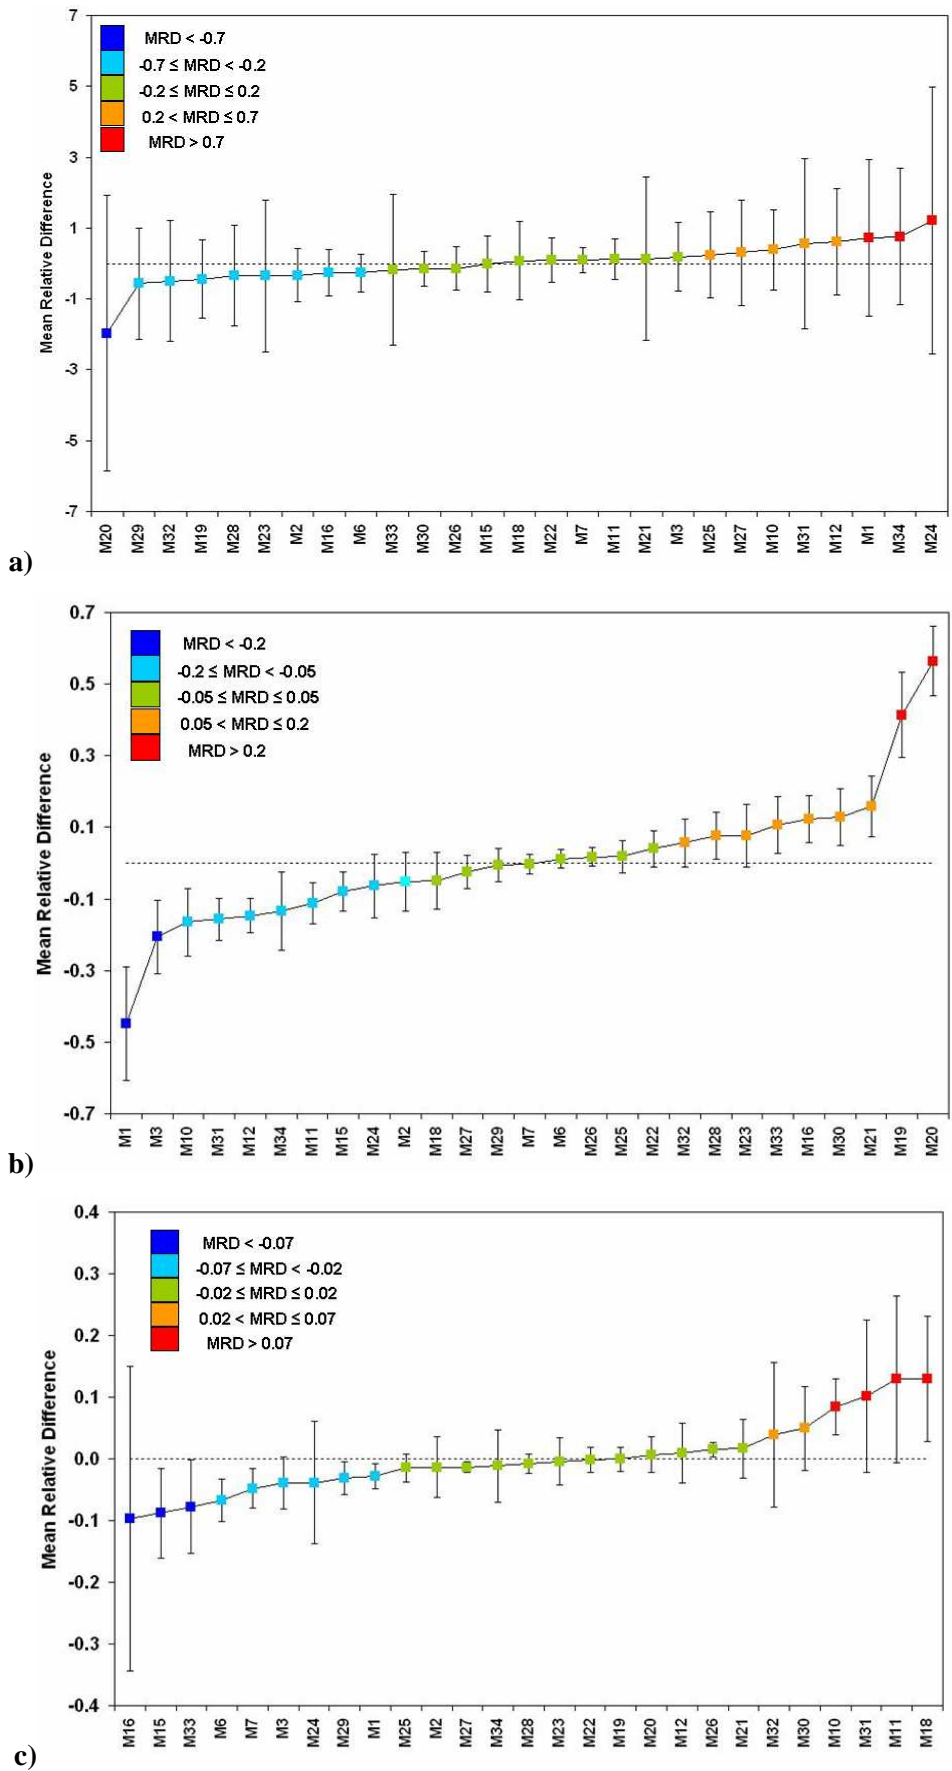 7
MRD < -0.7
-0.7 ≤ MRD < -0.2
-0.2 ≤ MRD ≤ 0.2
0.2 < MRD ≤ 0.7
MRD > 0.7
5
3
1
-1
-3
-5
-7
Mean Relative Difference
M20 M29 M32 M19 M28 M23 M2 M16 M6 M33 M30 M26 M15 M18 M22 M7 M11 M21 M3 M25 M27 M10 M31 M12 M1 M34 M24
a)
0.7
MRD < -0.2
-0.2 ≤ MRD < -0.05
-0.05 ≤ MRD ≤ 0.05
0.05 < MRD ≤ 0.2
MRD > 0.2
0.5
0.3
0.1
-0.1
-0.3
-0.5
-0.7
Mean Relative Difference
M1 M3 M10 M31 M12 M34 M11 M15 M24 M2 M18 M27 M29 M7 M6 M26 M25 M22 M32 M28 M23 M33 M16 M30 M21 M19 M20
b)
0.4
MRD < -0.07
-0.07 ≤ MRD < -0.02
-0.02 ≤ MRD ≤ 0.02
0.02 < MRD ≤ 0.07
MRD > 0.07
0.3
0.2
0.1
0.0
-0.1
-0.2
-0.3
-0.4
Mean Relative Difference
M16 M15 M33 M6 M7 M3 M24 M29 M1 M25 M2 M27 M34 M28 M23 M22 M19 M20 M12 M26 M21 M32 M30 M10 M31 M11 M18
c)